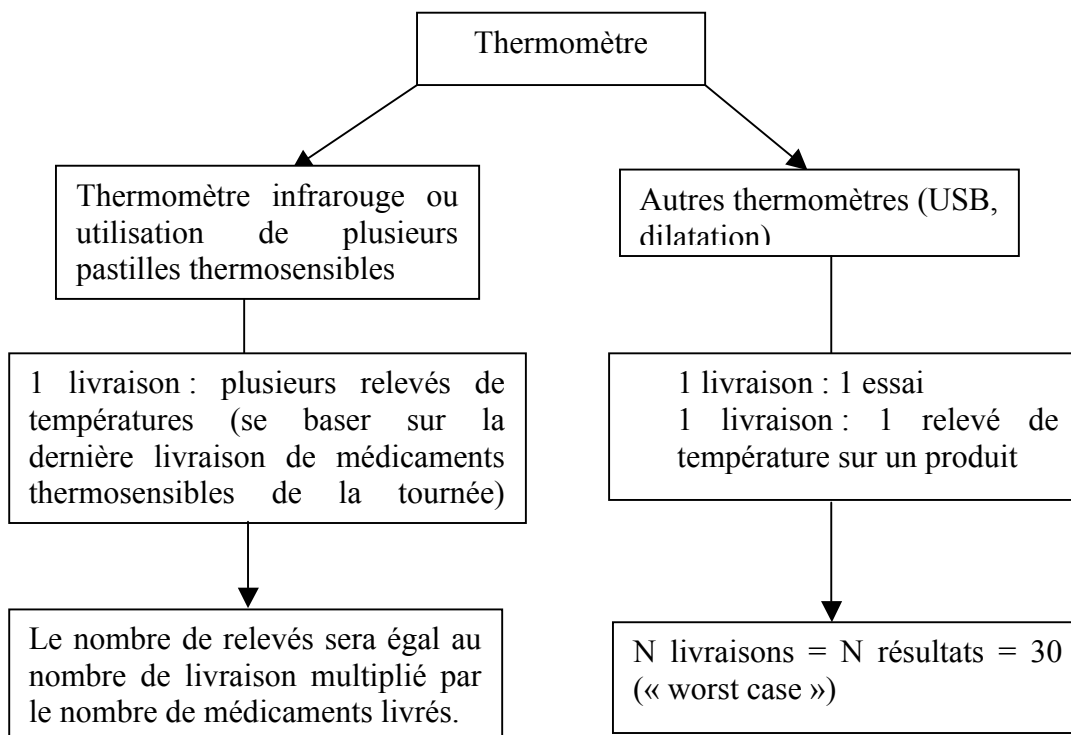 Thermomètre
Thermomètre infrarouge ou
utilisation de plusieurs
pastilles thermosensibles
Autres thermomètres (USB,
dilatation)
1 livraison : plusieurs relevés de
températures (se baser sur la
dernière livraison de médicaments
thermosensibles de la tournée)
1 livraison : 1 essai
1 livraison : 1 relevé de
température sur un produit
Le nombre de relevés sera égal au
nombre de livraison multiplié par
le nombre de médicaments livrés.
N livraisons = N résultats = 30
(« worst case »)